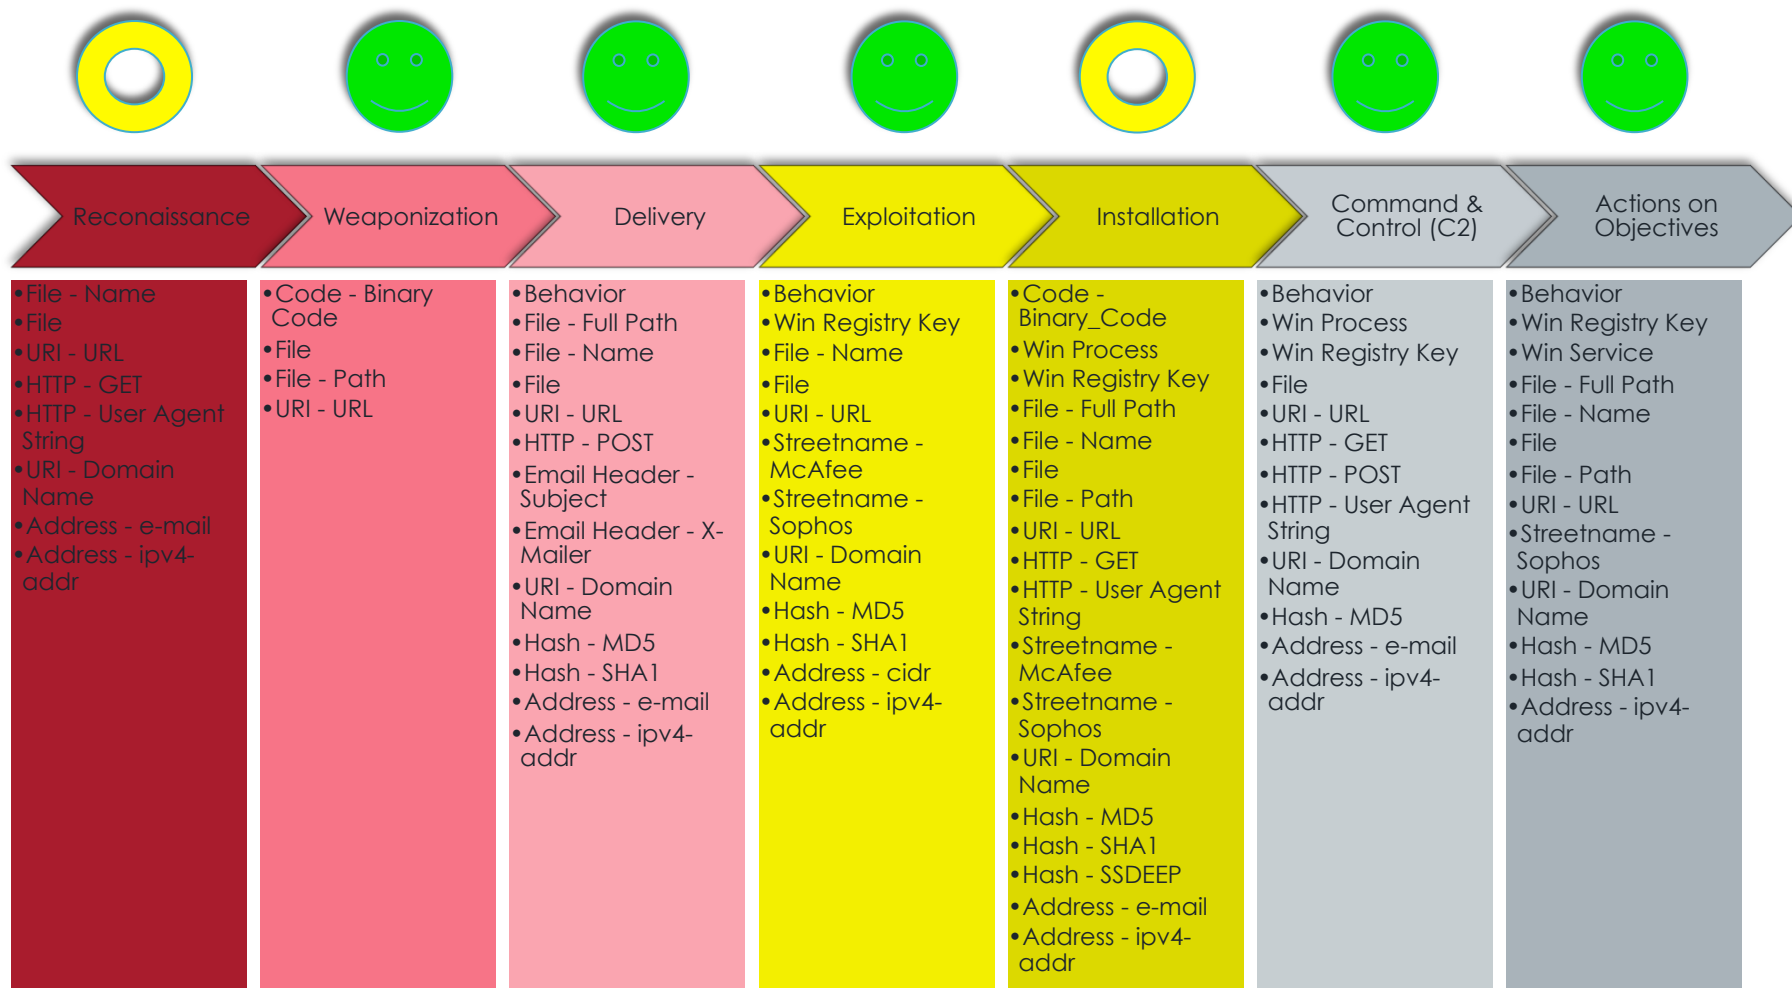 Reconaissance
Weaponization
Delivery
Exploitation
Installation
Command &
Control (C2)
Actions on
Objectives
•File - Name
•File
•URI - URL
•HTTP - GET
•HTTP - User Agent
String
•URI - Domain
Name
•Address - e-mail
•Address - ipv4-
addr
•Code - Binary
Code
•File
•File - Path
•URI - URL
•Behavior
•File - Full Path
•File - Name
•File
•URI - URL
•HTTP - POST
•Email Header -
Subject
•Email Header - X-
Mailer
•URI - Domain
Name
•Hash - MD5
•Hash - SHA1
•Address - e-mail
•Address - ipv4-
addr
•Behavior
•Win Registry Key
•File - Name
•File
•URI - URL
•Streetname -
McAfee
•Streetname -
Sophos
•URI - Domain
Name
•Hash - MD5
•Hash - SHA1
•Address - cidr
•Address - ipv4-
addr
•Code -
Binary_Code
•Win Process
•Win Registry Key
•File - Full Path
•File - Name
•File
•File - Path
•URI - URL
•HTTP - GET
•HTTP - User Agent
String
•Streetname -
McAfee
•Streetname -
Sophos
•URI - Domain
Name
•Hash - MD5
•Hash - SHA1
•Hash - SSDEEP
•Address - e-mail
•Address - ipv4-
addr
•Behavior
•Win Process
•Win Registry Key
•File
•URI - URL
•HTTP - GET
•HTTP - POST
•HTTP - User Agent
String
•URI - Domain
Name
•Hash - MD5
•Address - e-mail
•Address - ipv4-
addr
•Behavior
•Win Registry Key
•Win Service
•File - Full Path
•File - Name
•File
•File - Path
•URI - URL
•Streetname -
Sophos
•URI - Domain
Name
•Hash - MD5
•Hash - SHA1
•Address - ipv4-
addr